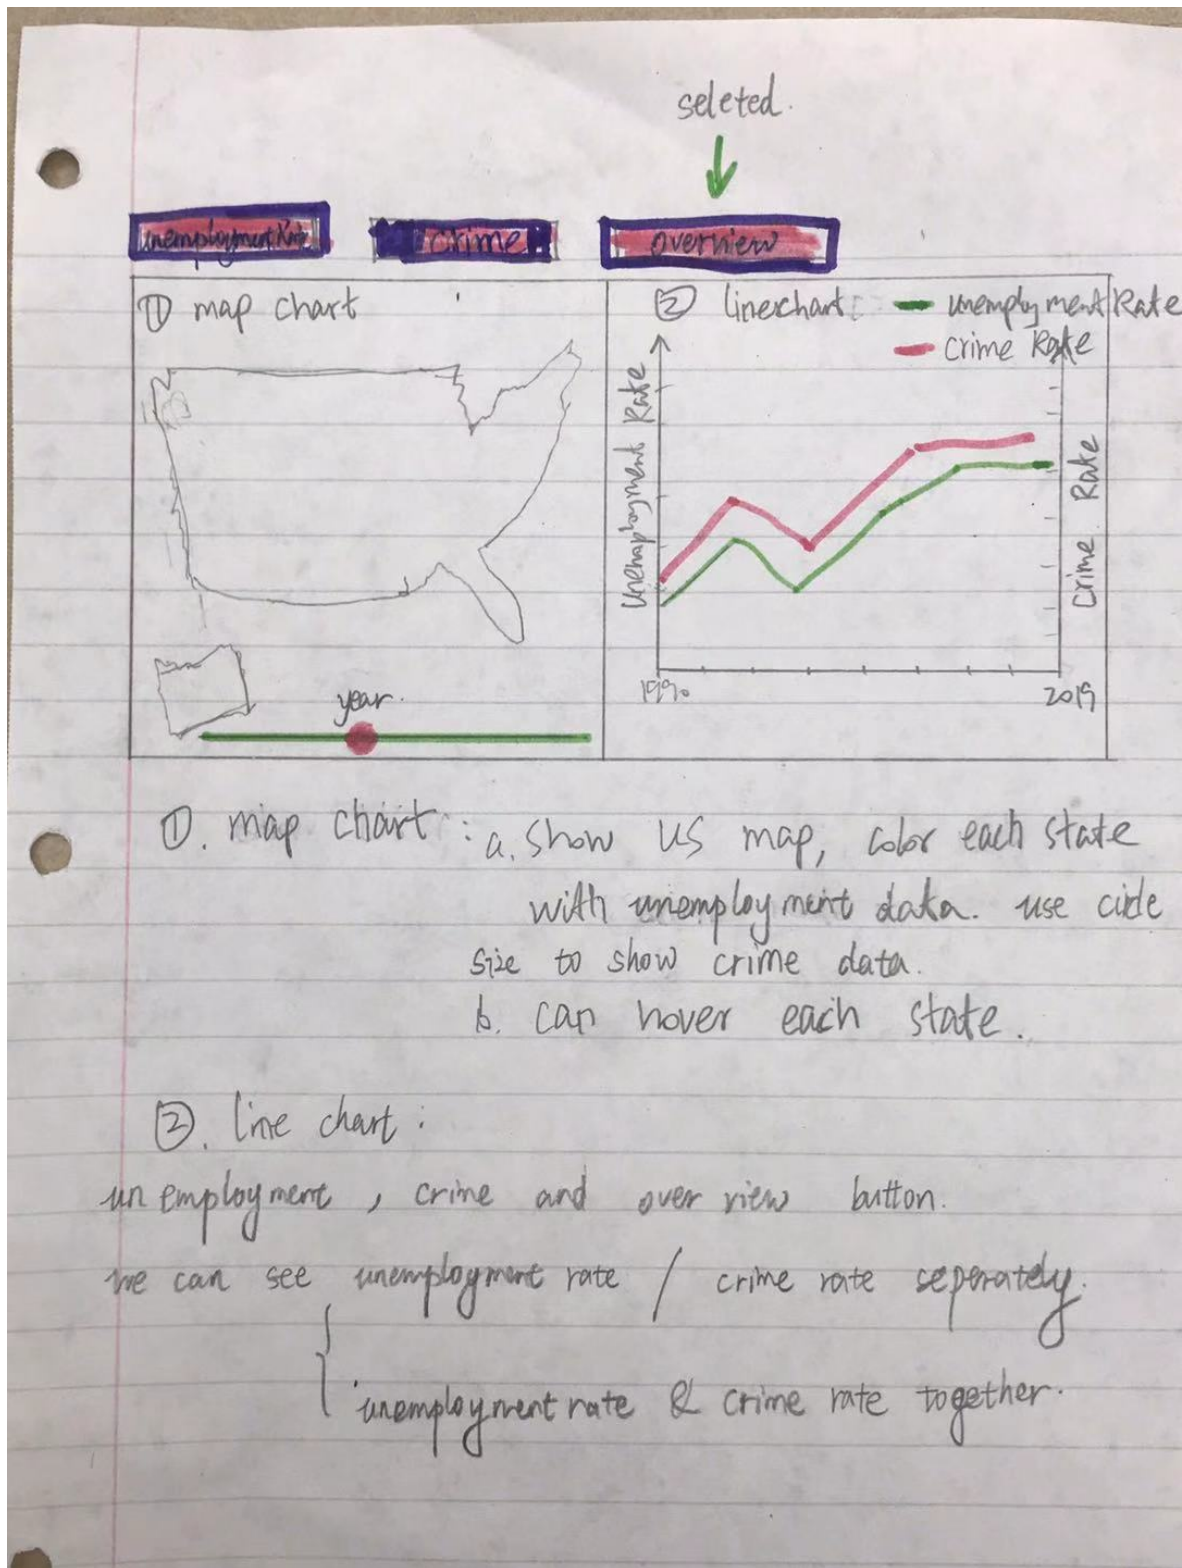 seleted.
unemployment Rate
crime
overview
① map chart
② linechart:
unemplyment Rate
crime Rate
Unemployment Rate
Crime Rate
1990
2019
year.
①. map chart : a. show US map, color each state
with unemployment data. use circle
size to show crime data.
b. can hover each state.
②. line chart :
unemployment, crime and over view button.
we can see unemployment rate / crime rate seperately.
unemployment rate & crime rate together.